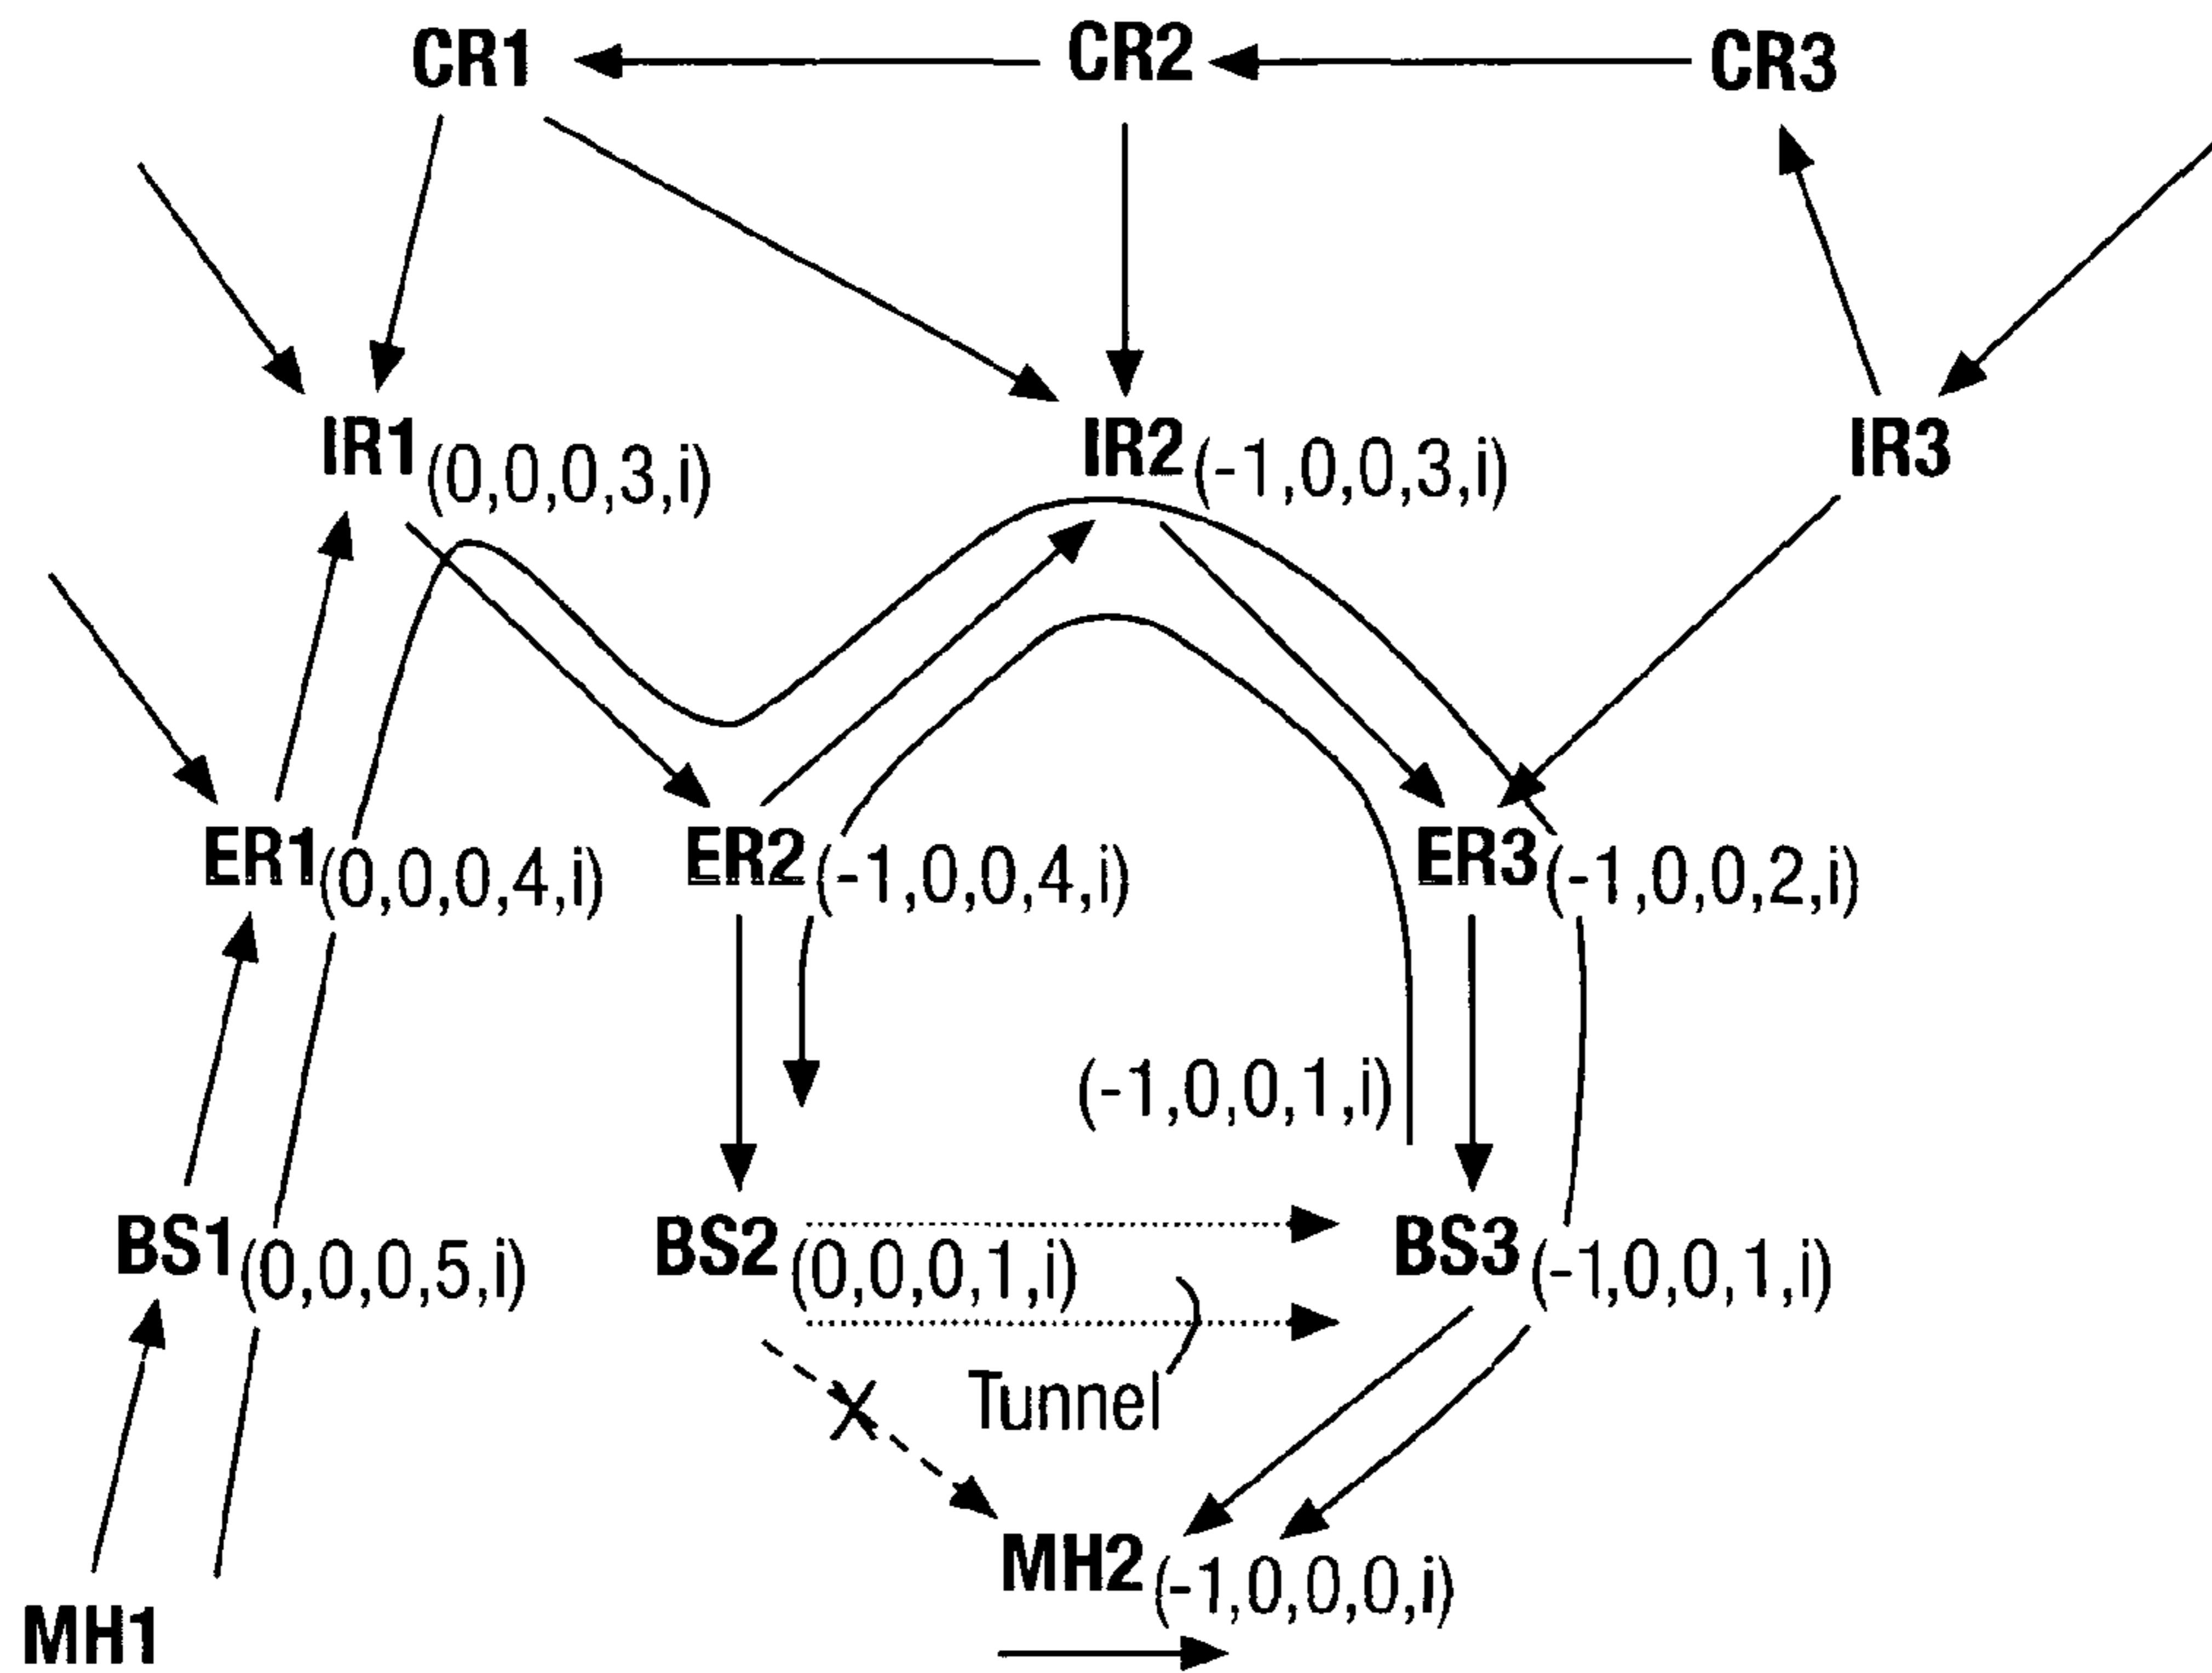 CR1 CR2 CR3
IR1(0,0,0,3,i) IR2(-1,0,0,3,i) IR3
ER1(0,0,0,4,i) ER2(-1,0,0,4,i) ER3(-1,0,0,2,i)
(-1,0,0,1,i)
BS1(0,0,0,5,i) BS2(0,0,0,1,i) BS3(-1,0,0,1,i)
X Tunnel
MH2(-1,0,0,0,i)
MH1